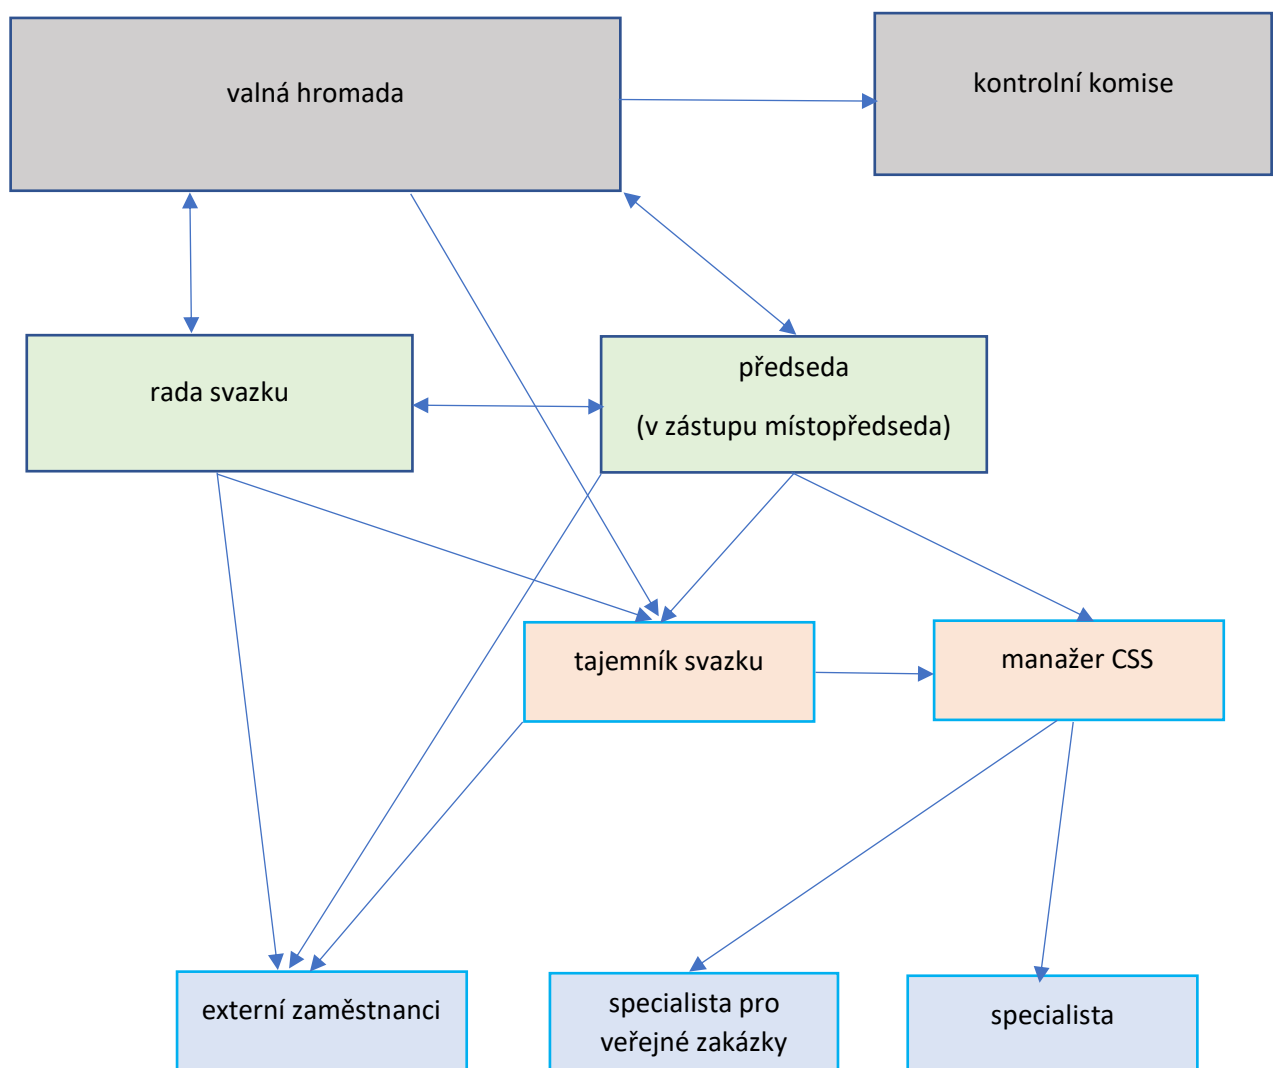 valná hromada
kontrolní komise
rada svazku
předseda
(v zástupu místopředseda)
tajemník svazku
manažer CSS
externí zaměstnanci
specialista pro
veřejné zakázky
specialista